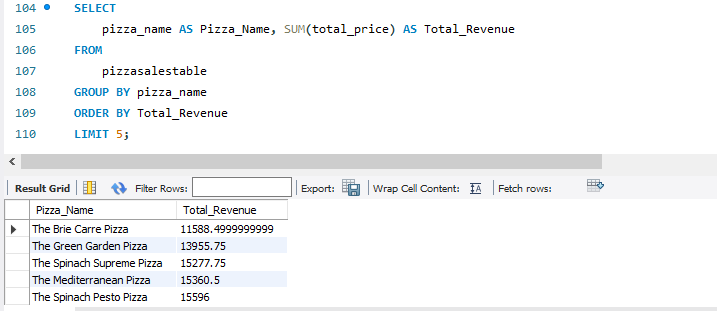 104 SELECT
105 pizza_name AS Pizza_Name, SUM(total_price) AS Total_Revenue
106 FROM
107 pizzasalestable
108 GROUP BY pizza_name
109 ORDER BY Total_Revenue
110 LIMIT 5;
Result Grid Filter Rows: Export: Wrap Cell Content: Fetch rows:
Pizza_Name Total_Revenue
The Brie Carre Pizza 11588.4999999999
The Green Garden Pizza 13955.75
The Spinach Supreme Pizza 15277.75
The Mediterranean Pizza 15360.5
The Spinach Pesto Pizza 15596